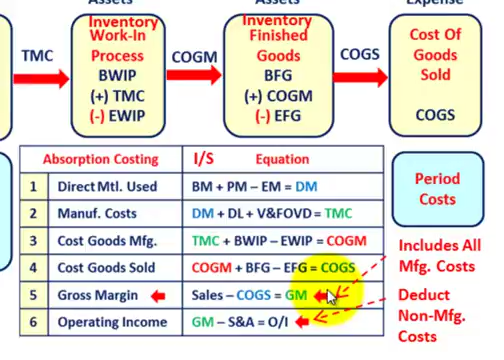 Assets
Assets
Expense
Inventory
Work-In
Process
BWIP
(+) TMC
(-) EWIP
Inventory
Finished
Goods
BFG
(+) COGM
(-) EFG
Cost Of
Goods
Sold
COGS
TMC
COGM
COGS
Absorption Costing I/S Equation
1 Direct Mtl. Used BM + PM – EM = DM
2 Manuf. Costs DM + DL + V&FOVD = TMC
3 Cost Goods Mfg. TMC + BWIP – EWIP = COGM
4 Cost Goods Sold COGM + BFG – EFG = COGS
5 Gross Margin Sales – COGS = GM
6 Operating Income GM – S&A = O/I
Period
Costs
Includes All
Mfg. Costs
Deduct
Non-Mfg.
Costs